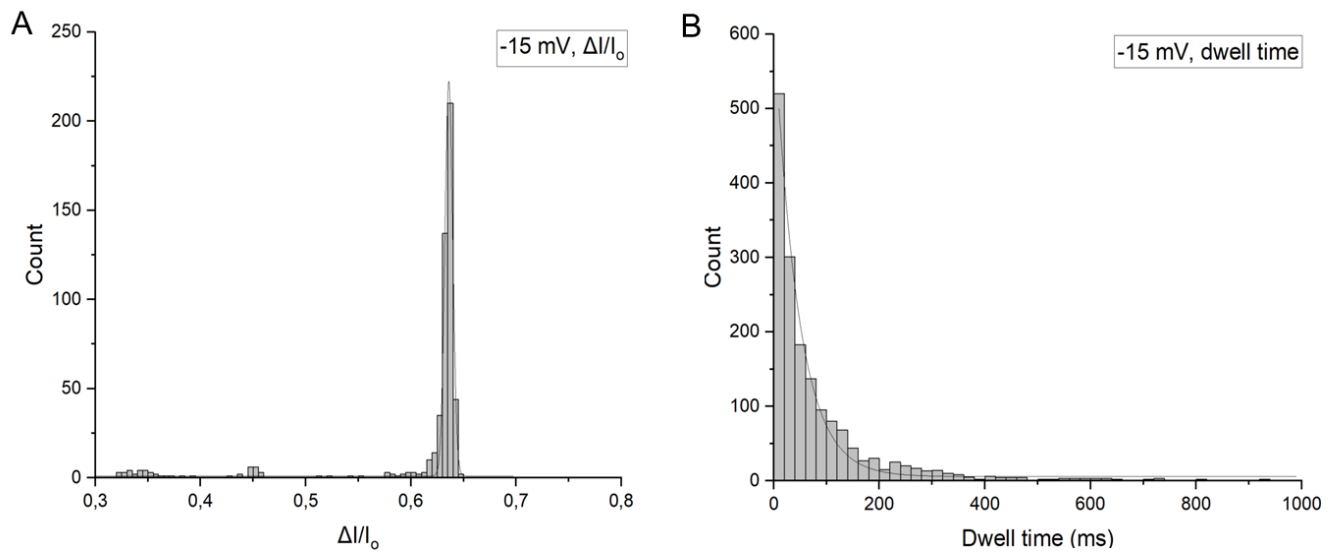 A
-15 mV, ΔI/I₀
250
200
150
100
50
0
Count
0,3 0,4 0,5 0,6 0,7 0,8
ΔI/I₀
B
-15 mV, dwell time
600
500
400
300
200
100
0
Count
0 200 400 600 800 1000
Dwell time (ms)